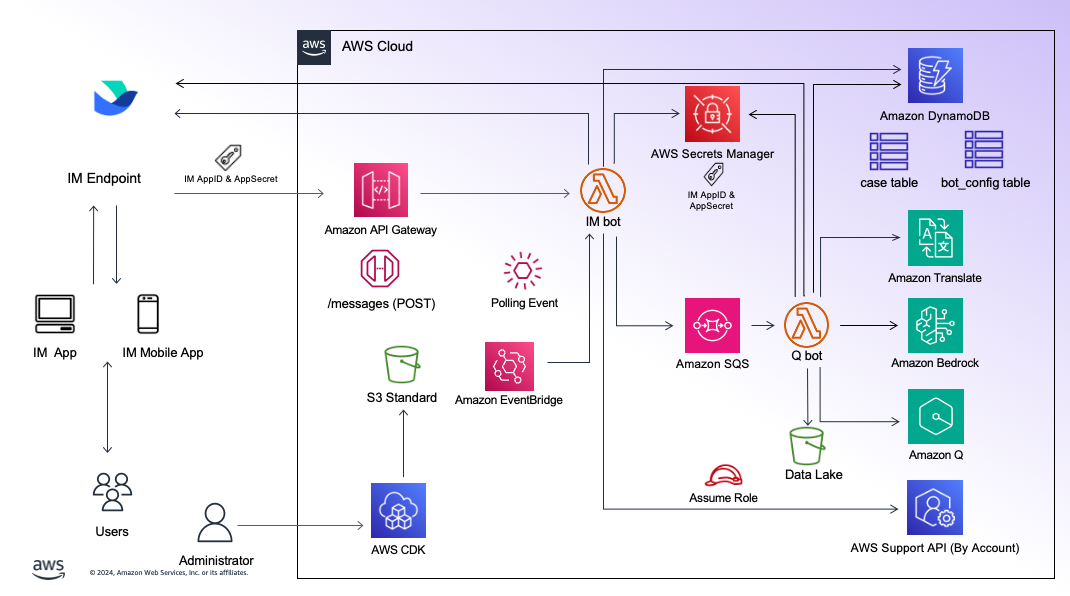 aws
AWS Cloud
Amazon DynamoDB
case table
bot_config table
AWS Secrets Manager
IM AppID &
AppSecret
IM AppID & AppSecret
IM Endpoint
Amazon API Gateway
/messages (POST)
IM bot
Polling Event
Amazon Translate
IM App
IM Mobile App
Amazon SQS
Q bot
Amazon Bedrock
S3 Standard
Amazon EventBridge
Amazon Q
Data Lake
Assume Role
Users
Administrator
AWS CDK
AWS Support API (By Account)
aws
© 2024, Amazon Web Services, Inc. or its affiliates.